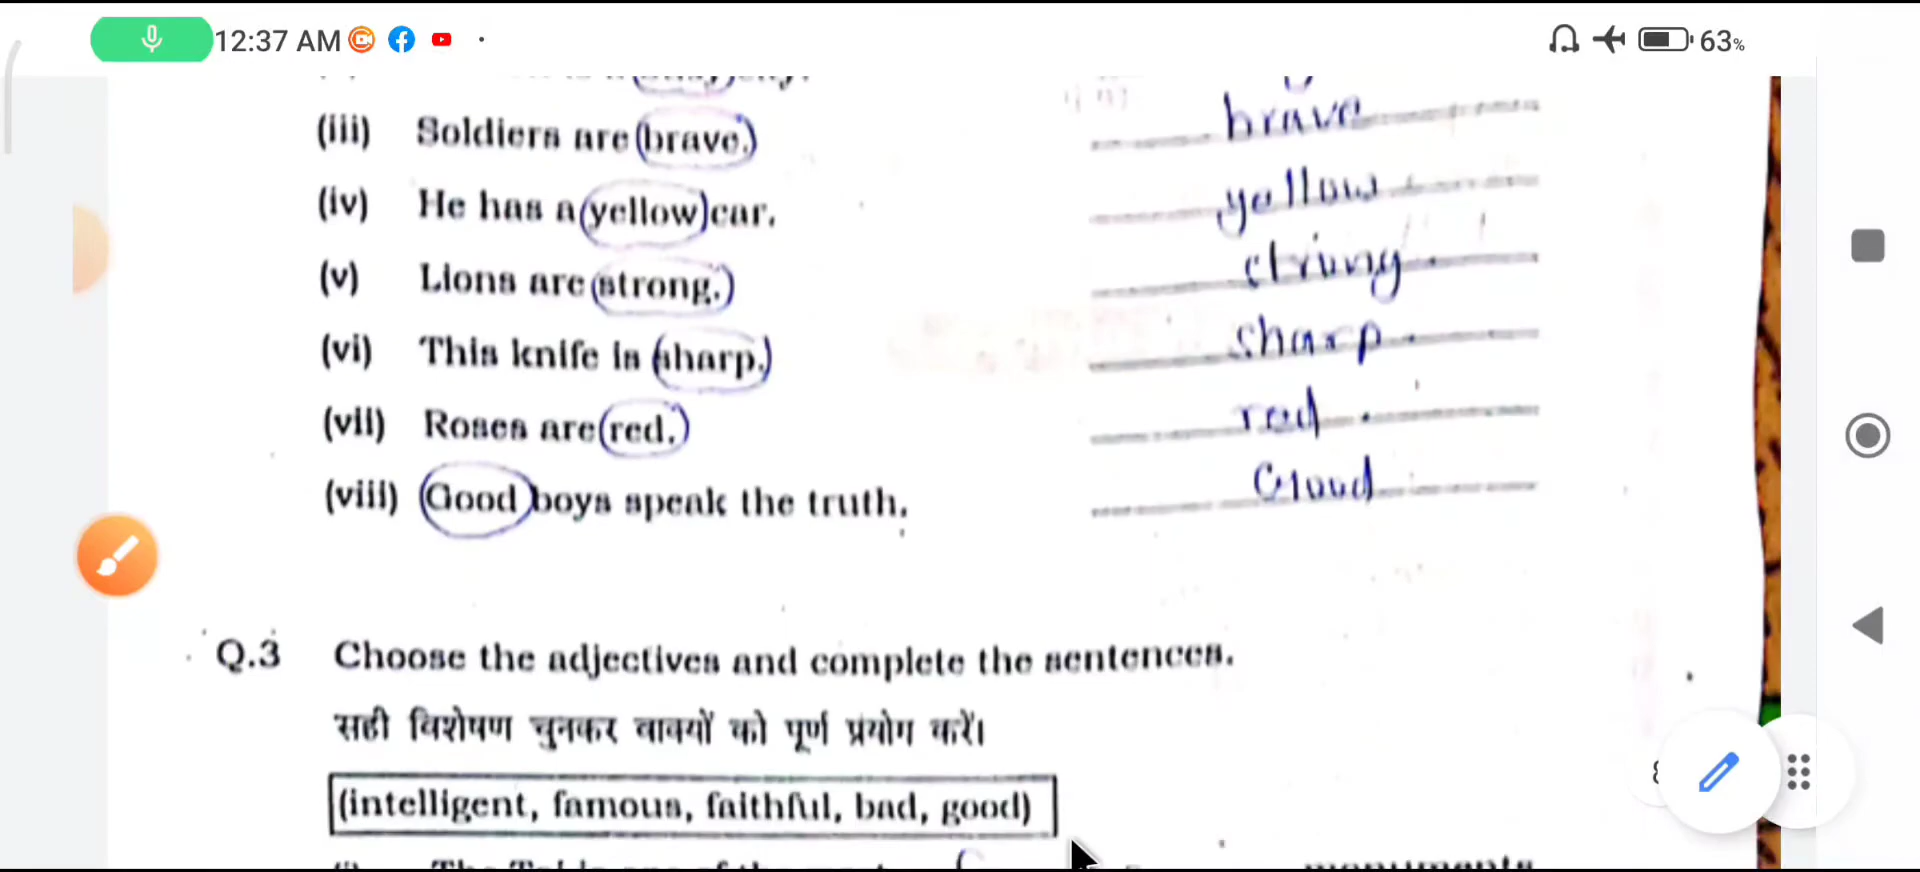 12:37 AM 63%
(iii) Soldiers are brave. brave
(iv) He has a yellow car. yellow
(v) Lions are strong. strong
(vi) This knife is sharp. sharp
(vii) Roses are red. red
(viii) Good boys speak the truth. Good
Q.3 Choose the adjectives and complete the sentences.
सही विशेषण चुनकर वाक्यों को पूर्ण प्रयोग करें।
(intelligent, famous, faithful, bad, good)